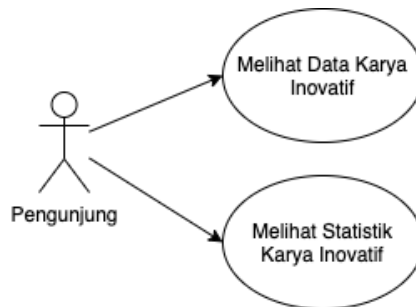 Melihat Data Karya
Inovatif
Pengunjung
Melihat Statistik
Karya Inovatif